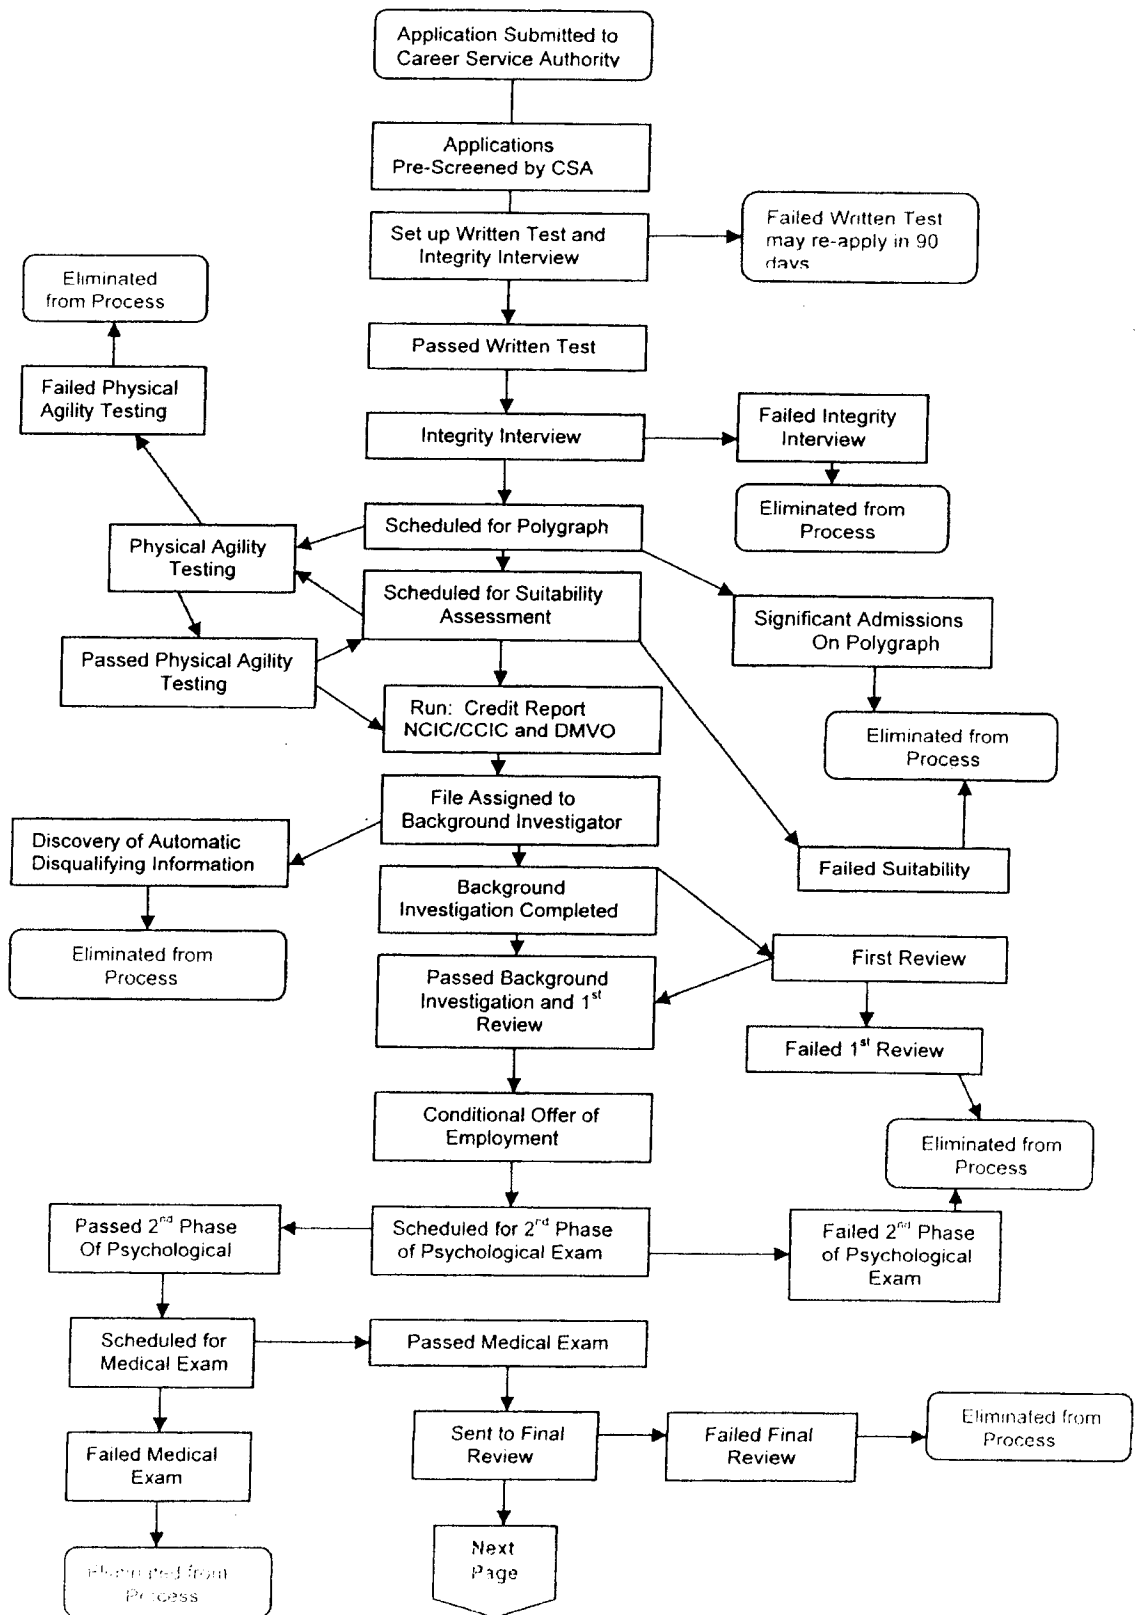 Application Submitted to
Career Service Authority
Applications
Pre-Screened by CSA
Set up Written Test and
Integrity Interview
Failed Written Test
may re-apply in 90
days
Eliminated
from Process
Passed Written Test
Failed Physical
Agility Testing
Integrity Interview
Failed Integrity
Interview
Eliminated from
Process
Scheduled for Polygraph
Physical Agility
Testing
Scheduled for Suitability
Assessment
Significant Admissions
On Polygraph
Passed Physical Agility
Testing
Run: Credit Report
NCIC/CCIC and DMVO
Eliminated from
Process
File Assigned to
Background Investigator
Discovery of Automatic
Disqualifying Information
Failed Suitability
Background
Investigation Completed
Eliminated from
Process
First Review
Passed Background
Investigation and 1st
Review
Failed 1st Review
Conditional Offer of
Employment
Eliminated from
Process
Passed 2nd Phase
Of Psychological
Scheduled for 2nd Phase
of Psychological Exam
Failed 2nd Phase
of Psychological
Exam
Scheduled for
Medical Exam
Passed Medical Exam
Sent to Final
Review
Failed Final
Review
Eliminated from
Process
Failed Medical
Exam
Next
Page
Eliminated from
Process